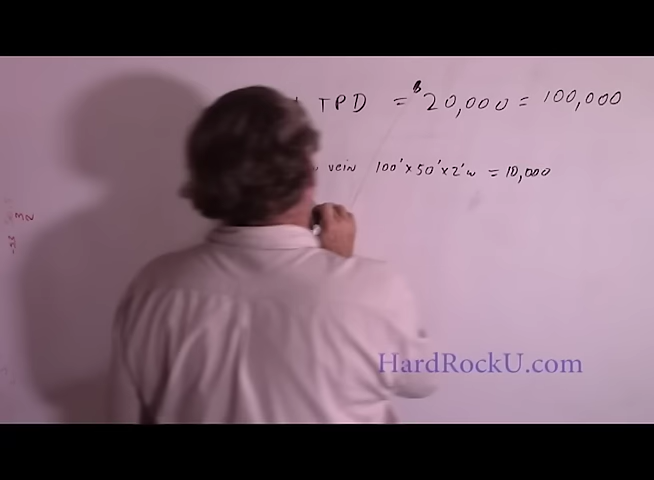 TPD = $20,000 = 100,000
vein 100' x 50' x 2' w = 10,000
HardRockU.com